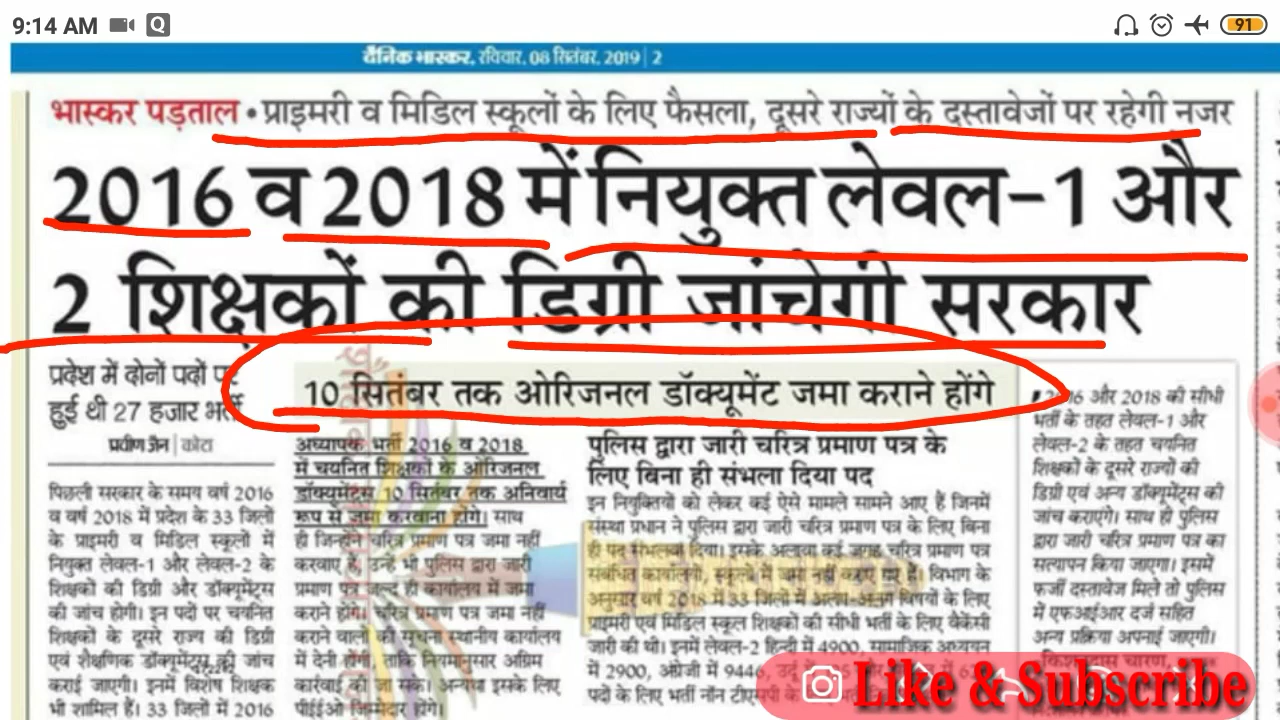 9:14 AM
91
दैनिक भास्कर, रविवार, 08 सितंबर, 2019 | 2
भास्कर पड़ताल • प्राइमरी व मिडिल स्कूलों के लिए फैसला, दूसरे राज्यों के दस्तावेजों पर रहेगी नजर
2016 व 2018 में नियुक्त लेवल-1 और
2 शिक्षकों की डिग्री जांचेगी सरकार
प्रदेश में दोनों पदों पर
हुई थी 27 हजार भर्ती
प्रवीण जैन | कोटा
पिछली सरकार के समय वर्ष 2016
व वर्ष 2018 में प्रदेश के 33 जिलों
के प्राइमरी व मिडिल स्कूलों में
नियुक्त लेवल-1 और लेवल-2 के
शिक्षकों की डिग्री और डॉक्यूमेंट्स
की जांच होगी। इन पदों पर चयनित
शिक्षकों के दूसरे राज्य की डिग्री
एवं शैक्षणिक डॉक्यूमेंट्स की जांच
कराई जाएगी। इनमें विशेष शिक्षक
भी शामिल हैं। 33 जिलों में 2016
10 सितंबर तक ओरिजनल डॉक्यूमेंट जमा कराने होंगे
अध्यापक भर्ती 2016 व 2018
में चयनित शिक्षकों के ओरिजनल
डॉक्यूमेंट्स 10 सितंबर तक अनिवार्य
रूप से जमा करवाना होंगे। साथ
ही जिन्होंने चरित्र प्रमाण पत्र जमा नहीं
करवाए हैं, उन्हें भी पुलिस द्वारा जारी
प्रमाण पत्र जल्द ही कार्यालय में जमा
कराने होंगे। चरित्र प्रमाण पत्र जमा नहीं
कराने वालों की सूचना स्थानीय कार्यालय
में देनी होगी, ताकि नियमानुसार अग्रिम
कार्रवाई की जा सके। अन्यथा इसके लिए
पीईईओ जिम्मेदार होंगे।
पुलिस द्वारा जारी चरित्र प्रमाण पत्र के
लिए बिना ही संभला दिया पद
इन नियुक्तियों को लेकर कई ऐसे मामले सामने आए हैं जिनमें
संस्था प्रधान ने पुलिस द्वारा जारी चरित्र प्रमाण पत्र के लिए बिना
ही पद संभलवा दिया। इसके अलावा कई जगह चरित्र प्रमाण पत्र
संबंधित कार्यालयों, स्कूलों में जमा नहीं कराए गए हैं। विभाग के
अनुसार वर्ष 2018 में 33 जिलों में अलग-अलग विषयों के लिए
प्राइमरी एवं मिडिल स्कूल शिक्षकों की सीधी भर्ती के लिए वैकेंसी
जारी की थी। इनमें लेवल-2 हिन्दी में 4900, सामाजिक अध्ययन
में 2900, अंग्रेजी में 9446, उर्दू
पदों के लिए भर्ती नॉन
2016 और 2018 की सीधी
भर्ती के तहत लेवल-1 और
लेवल-2 के तहत चयनित
शिक्षकों के दूसरे राज्यों की
डिग्री एवं अन्य डॉक्यूमेंट्स की
जांच कराएंगे। साथ ही पुलिस
द्वारा जारी चरित्र प्रमाण पत्र का
सत्यापन किया जाएगा। इसमें
फर्जी दस्तावेज मिले तो पुलिस
में एफआईआर दर्ज सहित
अन्य प्रक्रिया अपनाई जाएगी।
Like & Subscribe